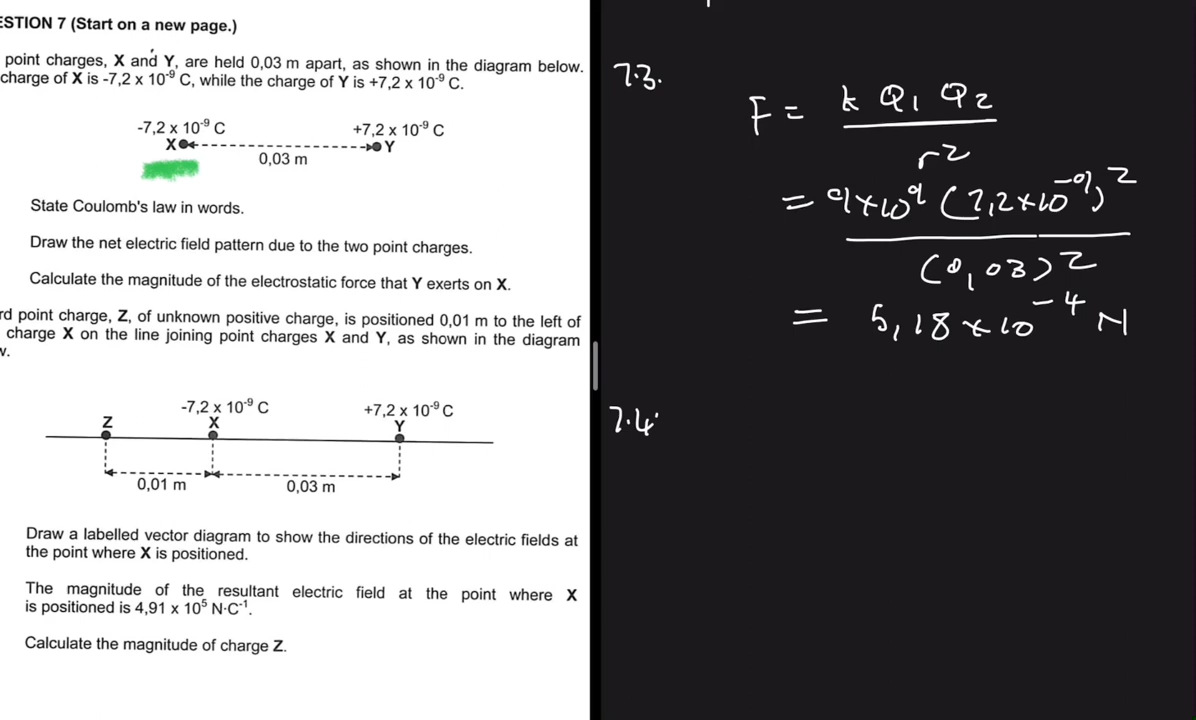 ESTION 7 (Start on a new page.)
point charges, X and Y, are held 0,03 m apart, as shown in the diagram below.
charge of X is -7,2 x 10⁻⁹ C, while the charge of Y is +7,2 x 10⁻⁹ C.
-7,2 x 10⁻⁹ C
+7,2 x 10⁻⁹ C
X
Y
0,03 m
State Coulomb's law in words.
Draw the net electric field pattern due to the two point charges.
Calculate the magnitude of the electrostatic force that Y exerts on X.
rd point charge, Z, of unknown positive charge, is positioned 0,01 m to the left of
charge X on the line joining point charges X and Y, as shown in the diagram
w.
-7,2 x 10⁻⁹ C
+7,2 x 10⁻⁹ C
Z
X
Y
0,01 m
0,03 m
Draw a labelled vector diagram to show the directions of the electric fields at
the point where X is positioned.
The magnitude of the resultant electric field at the point where X
is positioned is 4,91 x 10⁵ N·C⁻¹.
Calculate the magnitude of charge Z.
7.3.
F = k Q₁ Q₂
r²
= 9×10⁹ (7,2×10⁻⁹)²
(0,03)²
= 5,18×10⁻⁴ N
7.4